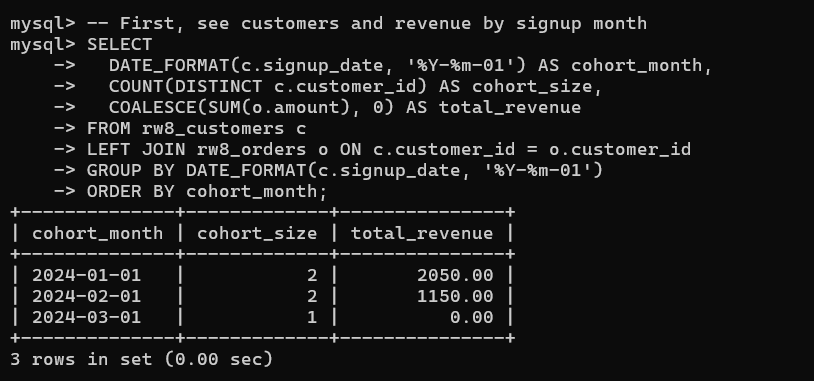 mysql> -- First, see customers and revenue by signup month
mysql> SELECT
    ->   DATE_FORMAT(c.signup_date, '%Y-%m-01') AS cohort_month,
    ->   COUNT(DISTINCT c.customer_id) AS cohort_size,
    ->   COALESCE(SUM(o.amount), 0) AS total_revenue
    -> FROM rw8_customers c
    -> LEFT JOIN rw8_orders o ON c.customer_id = o.customer_id
    -> GROUP BY DATE_FORMAT(c.signup_date, '%Y-%m-01')
    -> ORDER BY cohort_month;
+--------------+-------------+---------------+
| cohort_month | cohort_size | total_revenue |
+--------------+-------------+---------------+
| 2024-01-01   |           2 |       2050.00 |
| 2024-02-01   |           2 |       1150.00 |
| 2024-03-01   |           1 |          0.00 |
+--------------+-------------+---------------+
3 rows in set (0.00 sec)